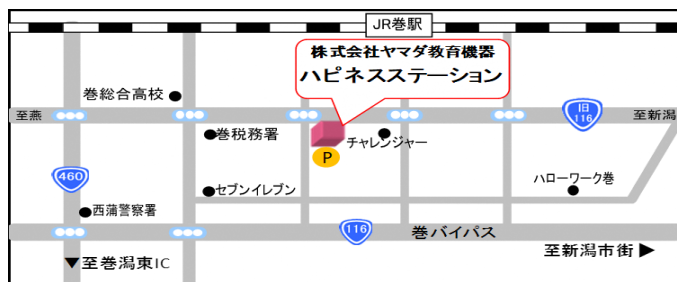 JR巻駅
株式会社ヤマダ教育機器
ハピネスステーション
巻総合高校
至燕
旧
116
至新潟
巻税務署
チャレンジャー
P
460
セブンイレブン
ハローワーク巻
西蒲警察署
116
巻バイパス
至新潟市街▶
▼至巻潟東IC